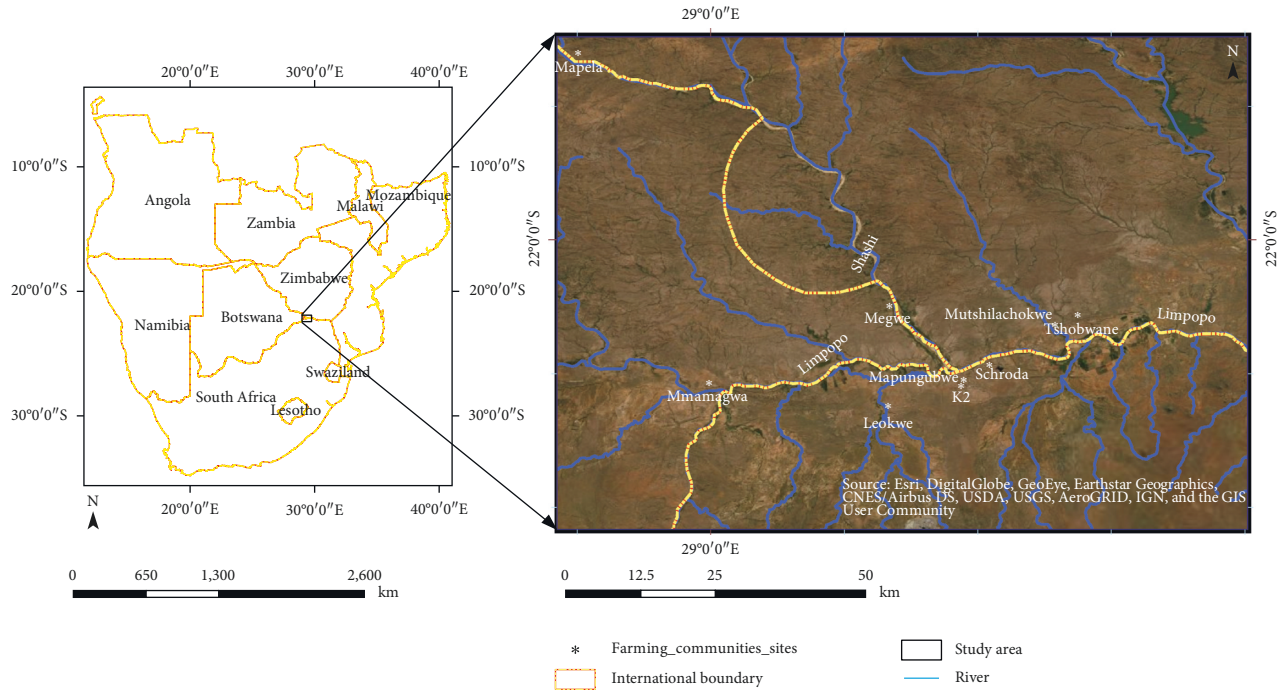 20°0′0″E
30°0′0″E
40°0′0″E
10°0′0″S
10°0′0″S
20°0′0″S
20°0′0″S
30°0′0″S
30°0′0″S
Angola
Zambia
Malawi
Mozambique
Zimbabwe
Namibia
Botswana
Swaziland
South Africa
Lesotho
20°0′0″E
30°0′0″E
40°0′0″E
N
0
650
1,300
2,600
km
29°0′0″E
N
Mapela
22°0′0″S
22°0′0″S
Shashi
Megwe
Mutshilachokwe
Tshobwane
Limpopo
Limpopo
Mapungubwe
Schroda
K2
Mmamagwa
Leokwe
Source: Esri, DigitalGlobe, GeoEye, Earthstar Geographics,
CNES/Airbus DS, USDA, USGS, AeroGRID, IGN, and the GIS
User Community
29°0′0″E
0
12.5
25
50
km
* Farming_communities_sites
International boundary
Study area
River